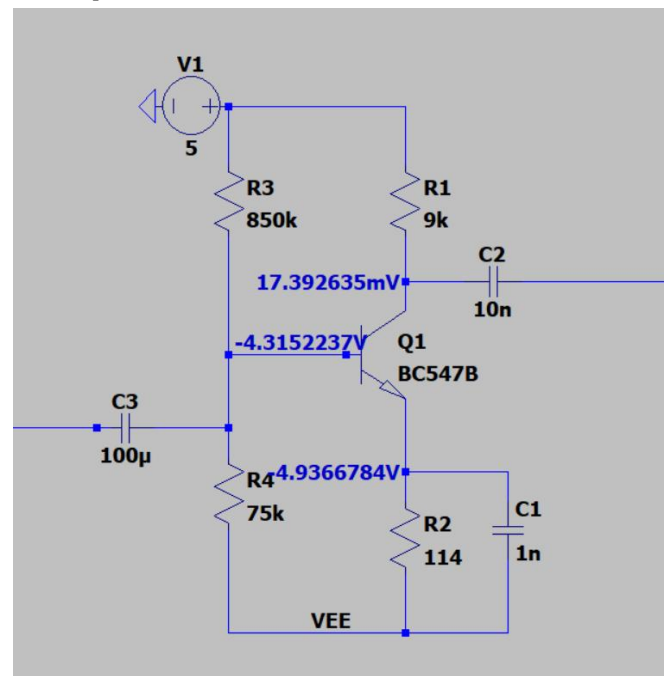 V1
5
R3
850k
R1
9k
C2
10n
17.392635mV
-4.3152237V
Q1
BC547B
C3
100µ
R4
75k
-4.9366784V
R2
114
C1
1n
VEE